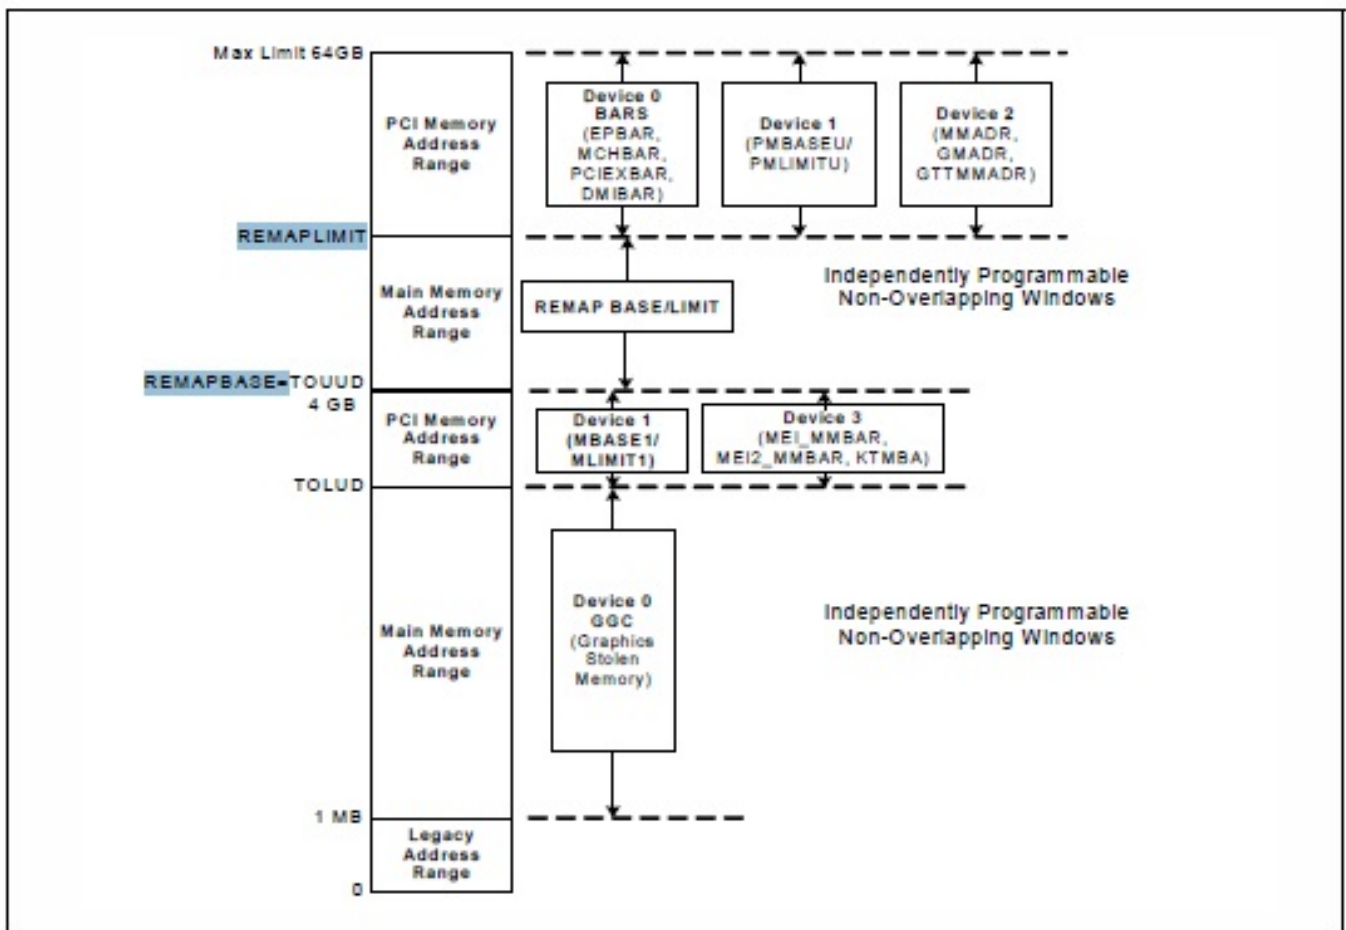 Max Limit 64GB
PCI Memory
Address
Range
Device 0
BARS
(EPBAR,
MCHBAR,
PCIEXBAR,
DMIBAR)
Device 1
(PMBASEU/
PMLIMITU)
Device 2
(MMADR,
GMADR,
GTTMMADR)
REMAPLIMIT
Main Memory
Address
Range
REMAP BASE/LIMIT
Independently Programmable
Non-Overlapping Windows
REMAPBASE=TOUUD
4 GB
PCI Memory
Address
Range
Device 1
(MBASE1/
MLIMIT1)
Device 3
(MEI_MMBAR,
MEI2_MMBAR, KTMBA)
TOLUD
Main Memory
Address
Range
Device 0
GGC
(Graphics
Stolen
Memory)
Independently Programmable
Non-Overlapping Windows
1 MB
Legacy
Address
Range
0